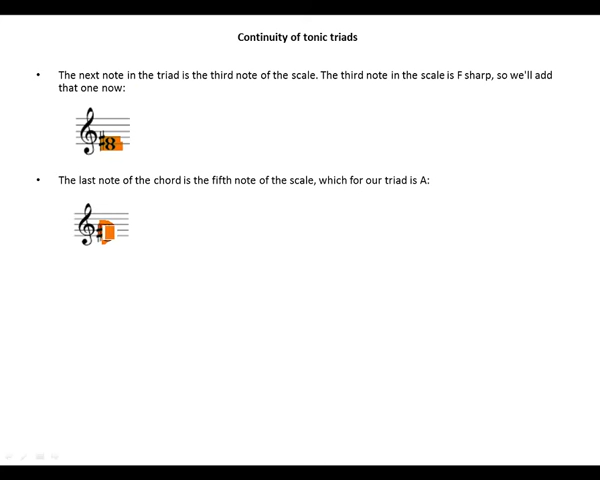 Continuity of tonic triads
• The next note in the triad is the third note of the scale. The third note in the scale is F sharp, so we'll add
that one now:
• The last note of the chord is the fifth note of the scale, which for our triad is A: